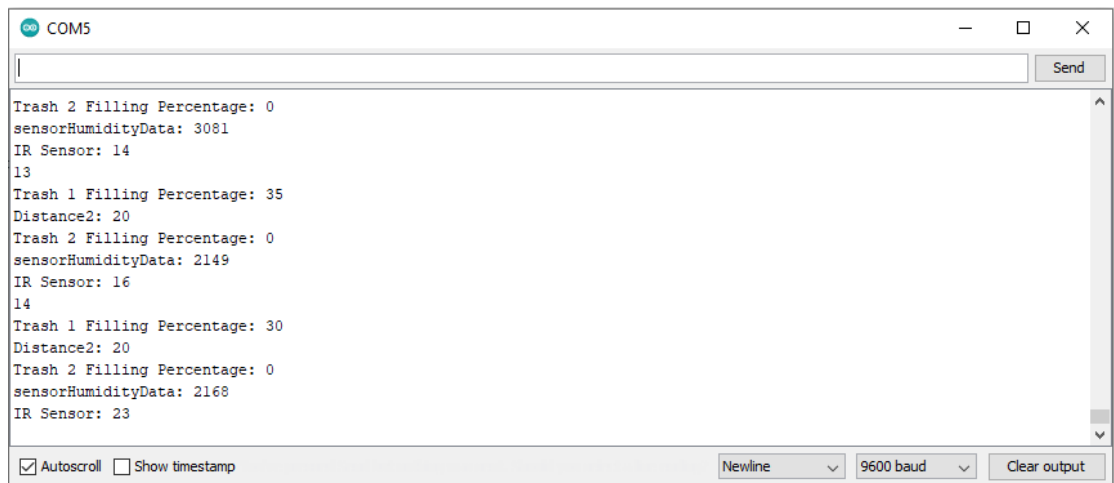 COM5
Send
Trash 2 Filling Percentage: 0
sensorHumidityData: 3081
IR Sensor: 14
13
Trash 1 Filling Percentage: 35
Distance2: 20
Trash 2 Filling Percentage: 0
sensorHumidityData: 2149
IR Sensor: 16
14
Trash 1 Filling Percentage: 30
Distance2: 20
Trash 2 Filling Percentage: 0
sensorHumidityData: 2168
IR Sensor: 23
Autoscroll Show timestamp Newline 9600 baud Clear output